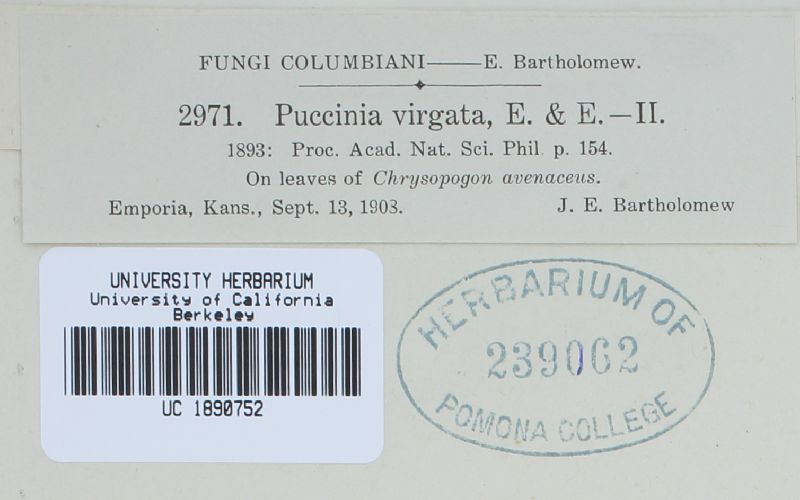 FUNGI COLUMBIANI——E. Bartholomew.
2971. Puccinia virgata, E. & E.—II.
1893: Proc. Acad. Nat. Sci. Phil. p. 154.
On leaves of Chrysopogon avenaceus.
Emporia, Kans., Sept. 13, 1903. J. E. Bartholomew
UNIVERSITY HERBARIUM
University of California
Berkeley
UC 1890752
HERBARIUM OF
239062
POMONA COLLEGE